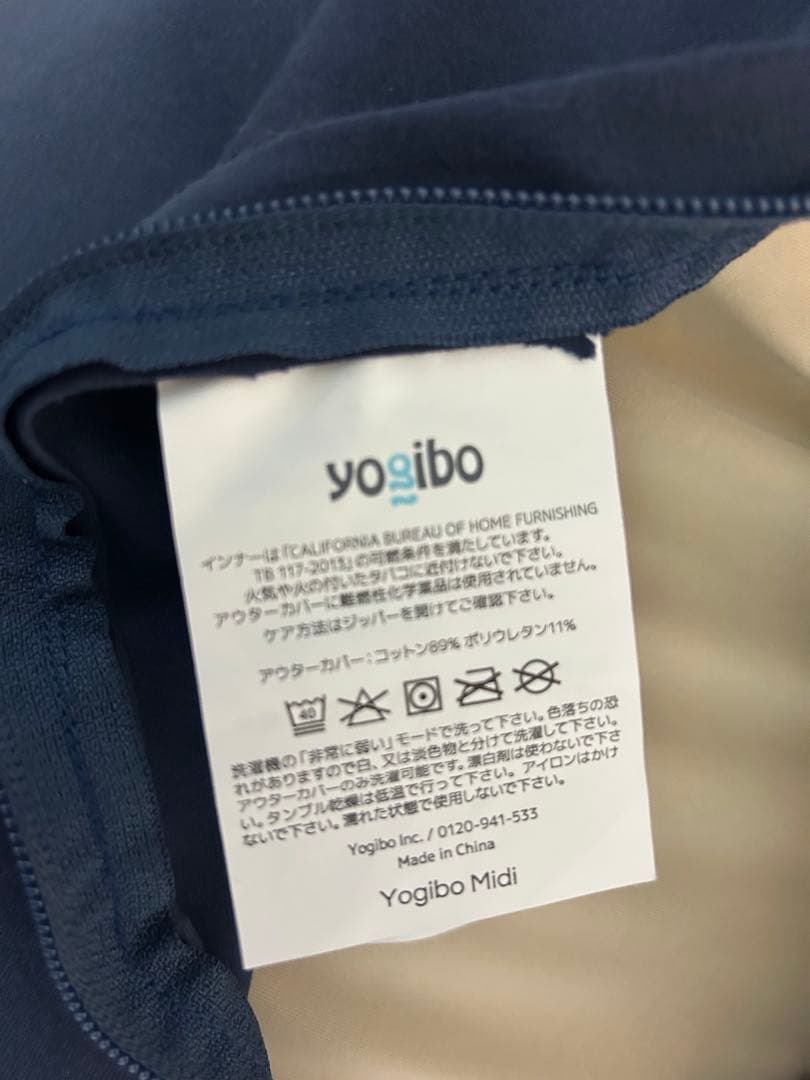 yogibo
インナーは「CALIFORNIA BUREAU OF HOME FURNISHING
TB 117-2013」の可燃条件を満たしています。
火気や火の付いたタバコに近付けないで下さい。
アウターカバーに難燃性化学薬品は使用されていません。
ケア方法はジッパーを開けてご確認下さい。
アウターカバー：コットン89% ポリウレタン11%
40
洗濯機の「非常に弱い」モードで洗って下さい。色落ちの恐
れがありますので白、又は淡色物と分けて洗濯して下さい。
アウターカバーのみ洗濯可能です。漂白剤は使わないで下さ
い。タンブル乾燥は低温で行って下さい。アイロンはかけ
ないで下さい。濡れた状態で使用しないで下さい。
Yogibo Inc. / 0120-941-533
Made in China
Yogibo Midi